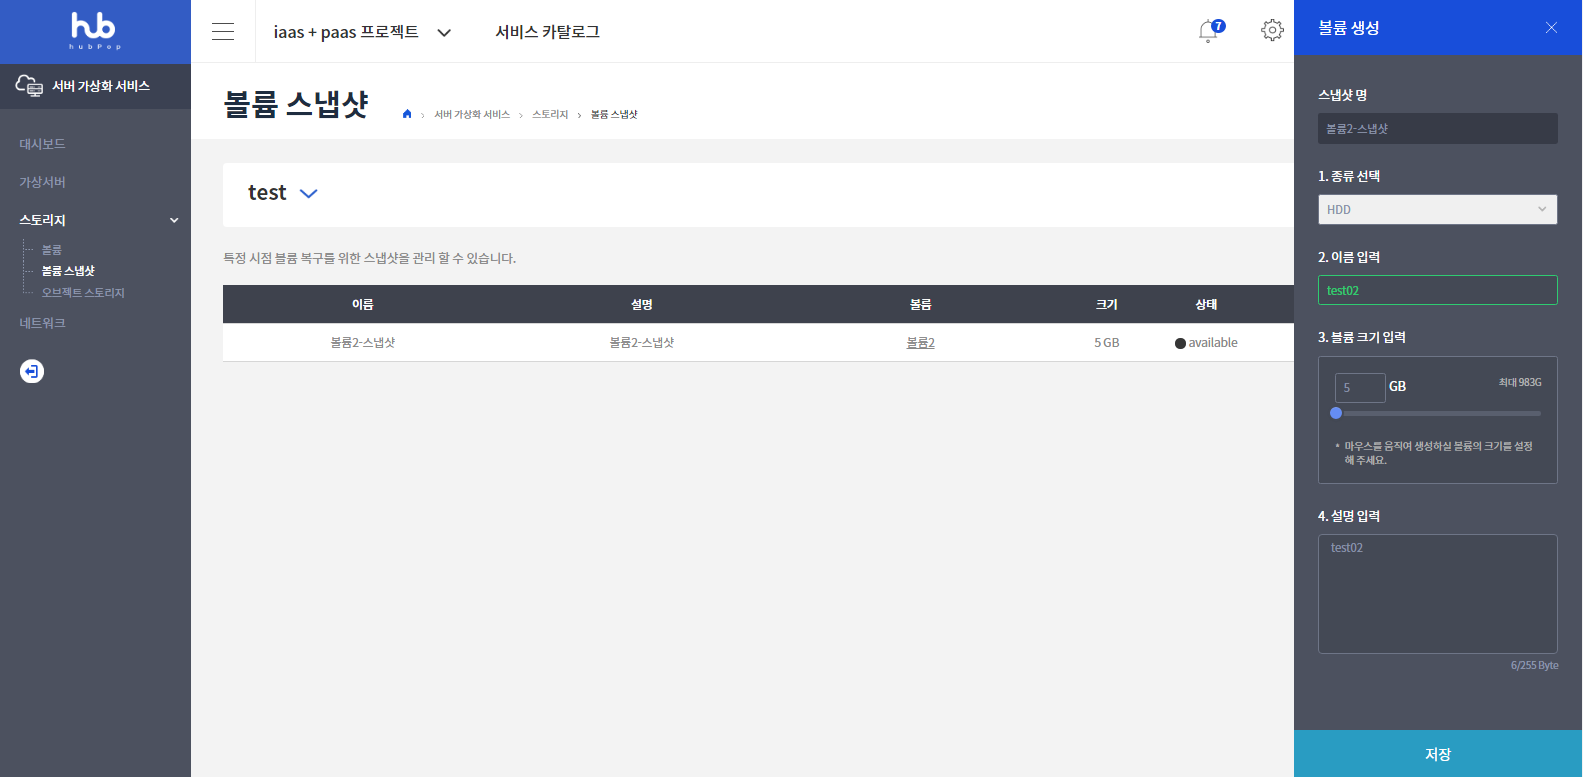 hub
hubPop
서버 가상화 서비스
대시보드
가상서버
스토리지
볼륨
볼륨 스냅샷
오브젝트 스토리지
네트워크
iaas + paas 프로젝트
서비스 카탈로그
7
볼륨 스냅샷
서버 가상화 서비스 > 스토리지 > 볼륨 스냅샷
test
특정 시점 볼륨 복구를 위한 스냅샷을 관리 할 수 있습니다.
이름 설명 볼륨 크기 상태
볼륨2-스냅샷 볼륨2-스냅샷 볼륨2 5 GB available
볼륨 생성
스냅샷 명
볼륨2-스냅샷
1. 종류 선택
HDD
2. 이름 입력
test02
3. 볼륨 크기 입력
5 GB 최대 983G
* 마우스를 움직여 생성하실 볼륨의 크기를 설정
해 주세요.
4. 설명 입력
test02
6/255 Byte
저장